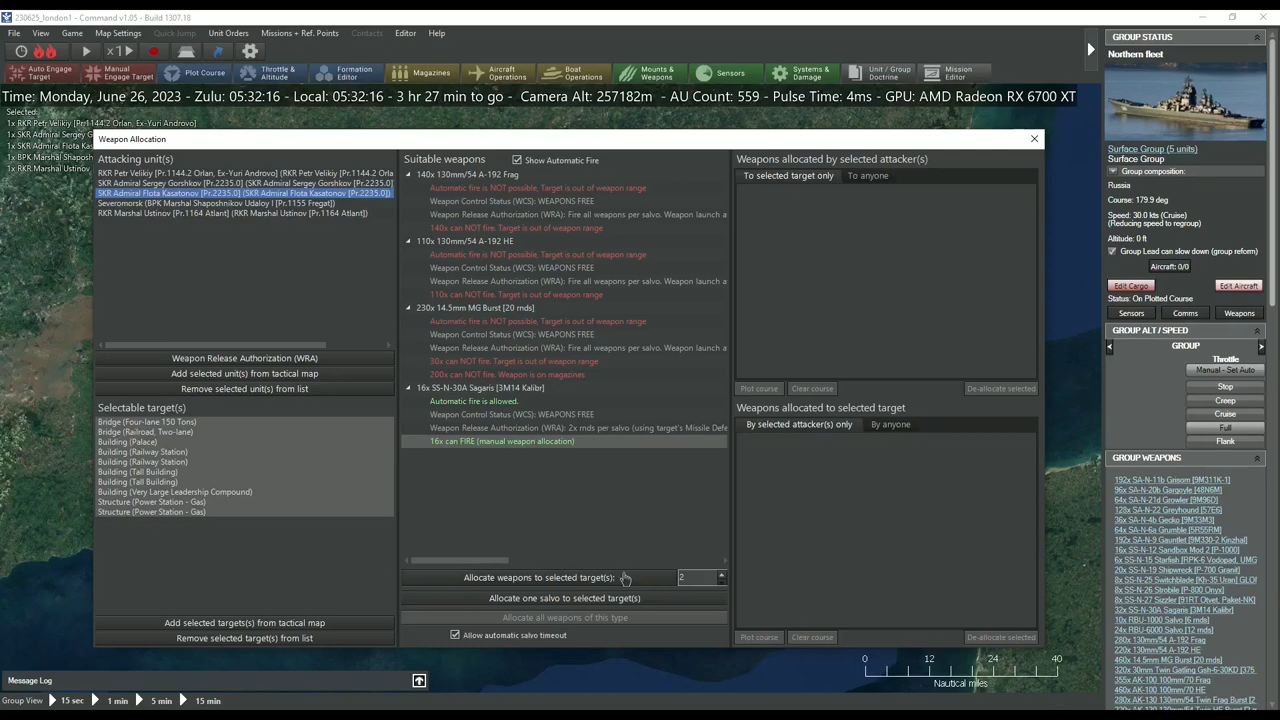 230625_london1 - Command v1.05 - Build 1307.18
File View Game Map Settings Quick Jump Unit Orders Missions + Ref. Points Contacts Editor Help
x1
Auto Engage Target
Manual Engage Target
Plot Course
Throttle & Altitude
Formation Editor
Magazines
Aircraft Operations
Boat Operations
Mounts & Weapons
Sensors
Systems & Damage
Unit / Group Doctrine
Mission Editor
Time: Monday, June 26, 2023 - Zulu: 05:32:16 - Local: 05:32:16 - 3 hr 27 min to go - Camera Alt: 257182m - AU Count: 559 - Pulse Time: 4ms - GPU: AMD Radeon RX 6700 XT
Selected:
1x RKR Petr Velikiy [Pr.1144.2 Orlan, Ex-Yuri Androvo]
1x SKR Admiral Sergey G
1x SKR Admiral Flota Ka
1x BPK Marshal Shaposh
1x RKR Marshal Ustinov
Weapon Allocation
Attacking unit(s)
RKR Petr Velikiy [Pr.1144.2 Orlan, Ex-Yuri Androvo] (RKR Petr Velikiy [Pr.1144.2 Orla
SKR Admiral Sergey Gorshkov [Pr.2235.0] (SKR Admiral Sergey Gorshkov [Pr.2235.0]
SKR Admiral Flota Kasatonov [Pr.2235.0] (SKR Admiral Flota Kasatonov [Pr.2235.0])
Severomorsk (BPK Marshal Shaposhnikov Udaloy I [Pr.1155 Fregat])
RKR Marshal Ustinov [Pr.1164 Atlant] (RKR Marshal Ustinov [Pr.1164 Atlant])
Weapon Release Authorization (WRA)
Add selected unit(s) from tactical map
Remove selected unit(s) from list
Selectable target(s)
Bridge (Four-lane 150 Tons)
Bridge (Railroad, Two-lane)
Building (Palace)
Building (Railway Station)
Building (Railway Station)
Building (Tall Building)
Building (Tall Building)
Building (Very Large Leadership Compound)
Structure (Power Station - Gas)
Structure (Power Station - Gas)
Add selected targets(s) from tactical map
Remove selected target(s) from list
Suitable weapons
Show Automatic Fire
140x 130mm/54 A-192 Frag
Automatic fire is NOT possible, Target is out of weapon range
Weapon Control Status (WCS): WEAPONS FREE
Weapon Release Authorization (WRA): Fire all weapons per salvo. Weapon launch a
140x can NOT fire. Target is out of weapon range
110x 130mm/54 A-192 HE
Automatic fire is NOT possible, Target is out of weapon range
Weapon Control Status (WCS): WEAPONS FREE
Weapon Release Authorization (WRA): Fire all weapons per salvo. Weapon launch a
110x can NOT fire. Target is out of weapon range
230x 14.5mm MG Burst [20 rnds]
Automatic fire is NOT possible, Target is out of weapon range
Weapon Control Status (WCS): WEAPONS FREE
Weapon Release Authorization (WRA): Fire all weapons per salvo. Weapon launch a
30x can NOT fire. Target is out of weapon range
200x can NOT fire. Weapon is on magazines
16x SS-N-30A Sagaris [3M14 Kalibr]
Automatic fire is allowed.
Weapon Control Status (WCS): WEAPONS FREE
Weapon Release Authorization (WRA): 2x rnds per salvo (using target's Missile Defe
16x can FIRE (manual weapon allocation)
Allocate weapons to selected target(s): 2
Allocate one salvo to selected target(s)
Allocate all weapons of this type
Allow automatic salvo timeout
Weapons allocated by selected attacker(s)
To selected target only To anyone
Plot course Clear course De-allocate selected
Weapons allocated to selected target
By selected attacker(s) only By anyone
Plot course Clear course De-allocate selected
0 12 24 40
Nautical miles
Message Log
Group View 15 sec 1 min 5 min 15 min
GROUP STATUS
Northern fleet
Surface Group (5 units)
Surface Group
Group composition:
Russia
Course: 179.9 deg
Speed: 30.0 kts (Cruise)
(Reducing speed to regroup)
Altitude: 0 ft
Group Lead can slow down (group reform)
Aircraft: 0/0
Edit Cargo Edit Aircraft
Status: On Plotted Course
Sensors Comms Weapons
GROUP ALT / SPEED
GROUP
Throttle
Manual - Set Auto
Stop
Creep
Cruise
Full
Flank
GROUP WEAPONS
192x SA-N-11b Grisom [9M311K-1]
96x SA-N-20b Gargoyle [48N6M]
64x SA-N-21d Growler [9M96D]
128x SA-N-22 Greyhound [57E6]
36x SA-N-4b Gecko [9M33M3]
64x SA-N-6a Grumble [5R55RM]
192x SA-N-9 Gauntlet [9M330-2 Kinzhal]
16x SS-N-12 Sandbox Mod 2 [P-1000]
16x SS-N-15 Starfish [RPK-6 Vodopad, UMG
20x SS-N-19 Shipwreck [P-700 Granit]
8x SS-N-25 Switchblade [Kh-35 Uran] GLOI
8x SS-N-26 Strobile [P-800 Onyx]
8x SS-N-27 Sizzler [91RT2, Paket-NK]
32x SS-N-30A Sagaris [3M14 Kalibr]
10x RBU-1000 Salvo [6 rnds]
24x RBU-6000 Salvo [12 rnds]
280x 130mm/54 A-192 Frag
220x 130mm/54 A-192 HE
460x 14.5mm MG Burst [20 rnds]
320x 30mm Twin Gatling Gsh-6-30KD [375
355x AK-100 100mm/70 Frag
460x AK-100 100mm/70 HE
280x AK-130 130mm/54 Twin Frag Burst [2